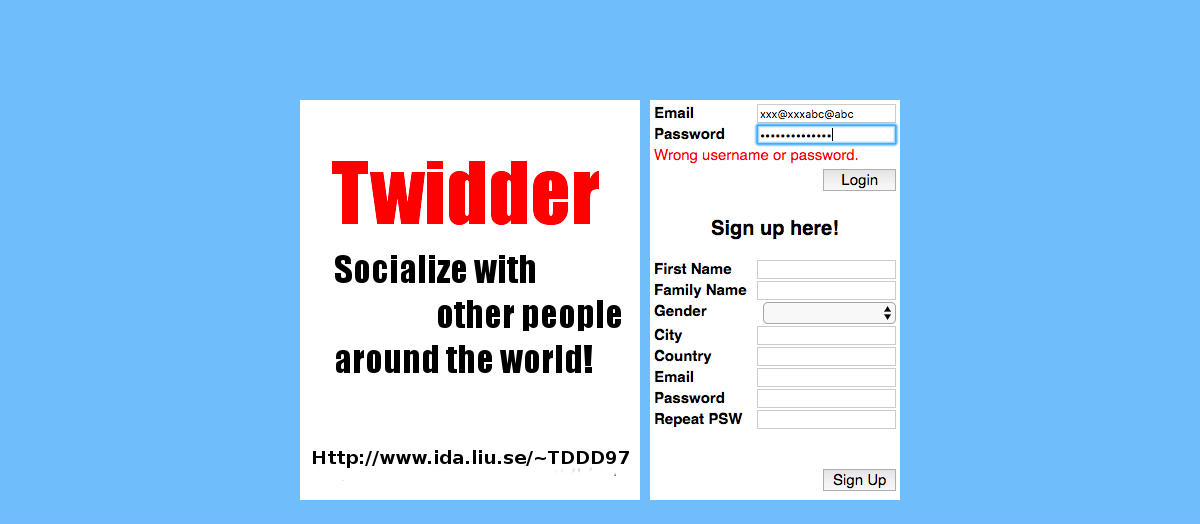 Twidder
Socialize with
other people
around the world!
Http://www.ida.liu.se/~TDDD97
Email xxx@xxxabc@abc
Password ••••••••••••••
Wrong username or password.
Login
Sign up here!
First Name
Family Name
Gender
City
Country
Email
Password
Repeat PSW
Sign Up